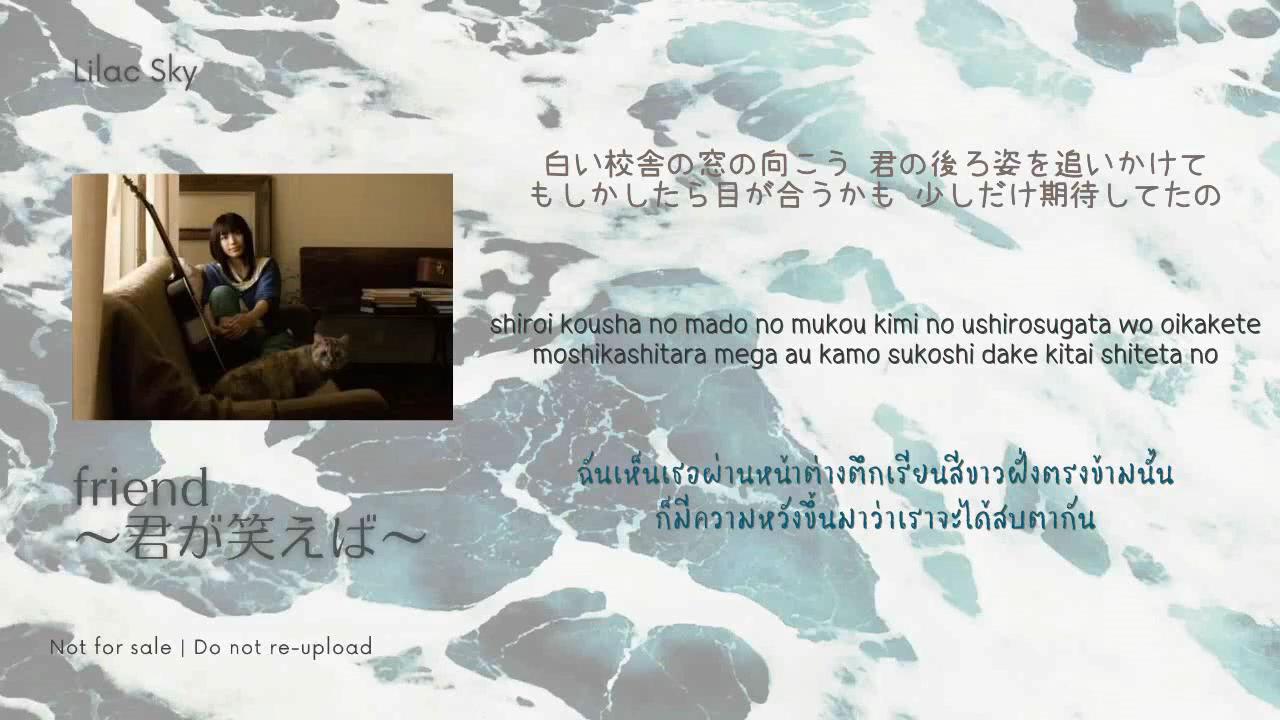 Lilac Sky
白い校舎の窓の向こう 君の後ろ姿を追いかけて
もしかしたら目が合うかも 少しだけ期待してたの
shiroi kousha no mado no mukou kimi no ushirosugata wo oikakete
moshikashitara mega au kamo sukoshi dake kitai shiteta no
ฉันเห็นเธอผ่านหน้าต่างตึกเรียนสีขาวฝั่งตรงข้ามนั้น
ก็มีความหวังขึ้นมาว่าเราจะได้สบตากัน
friend
～君が笑えば～
Not for sale | Do not re-upload